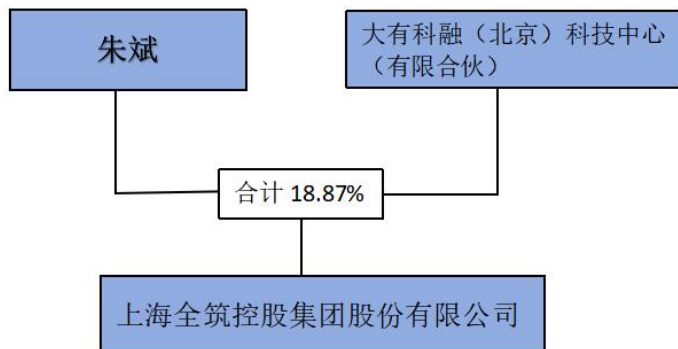 朱斌
大有科融（北京）科技中心
（有限合伙）
合计 18.87%
上海全筑控股集团股份有限公司